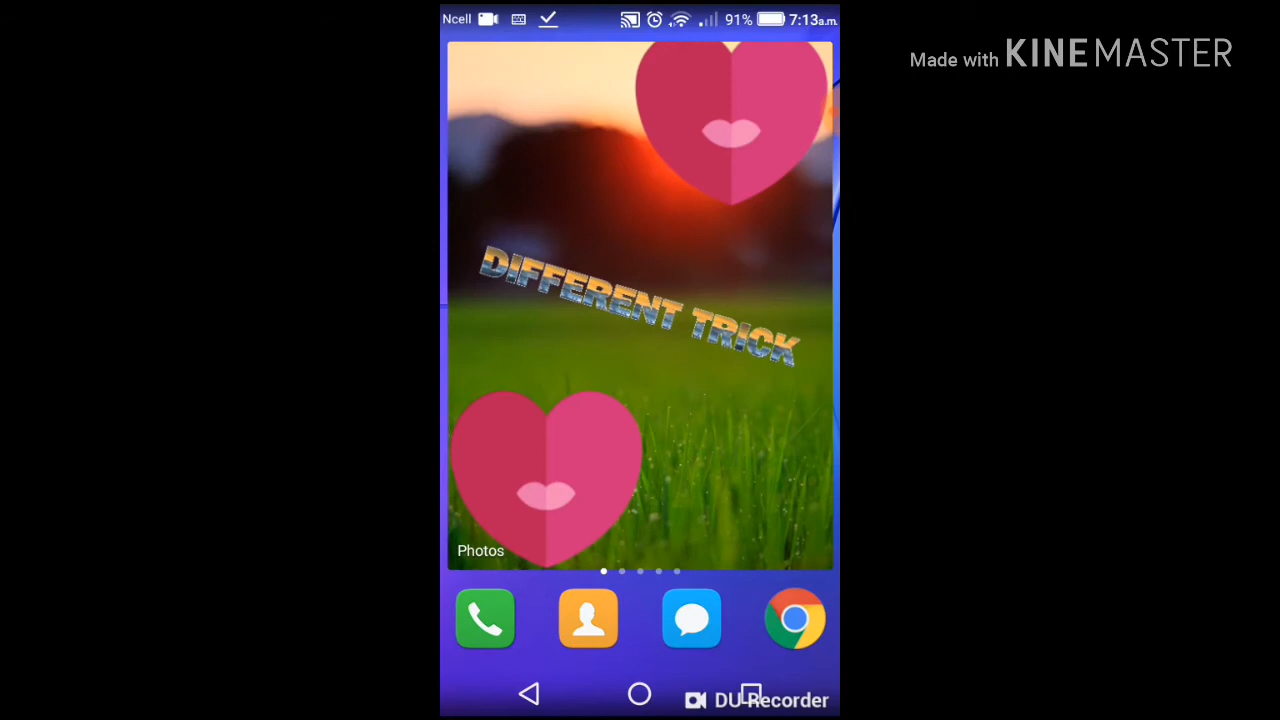 Ncell 91% 7:13a.m.
Made with KINEMASTER
DIFFERENT TRICK
Photos
DU Recorder